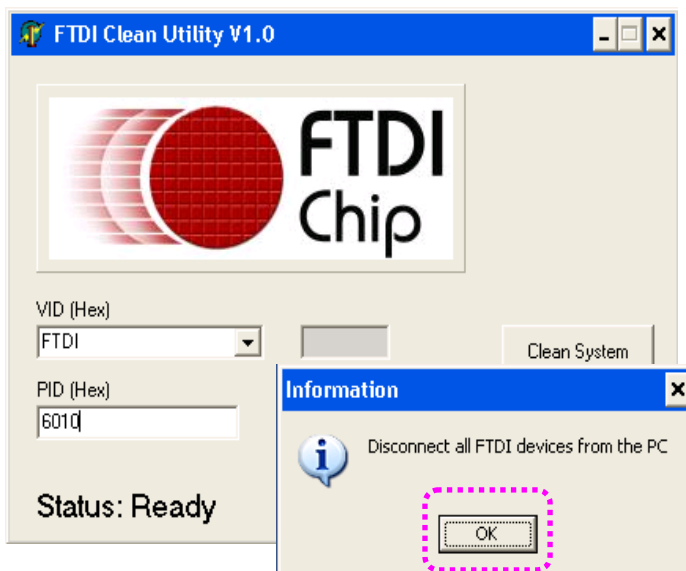 FTDI Clean Utility V1.0
FTDI
Chip
VID (Hex)
FTDI
Clean System
PID (Hex)
6010
Information
Disconnect all FTDI devices from the PC
OK
Status: Ready